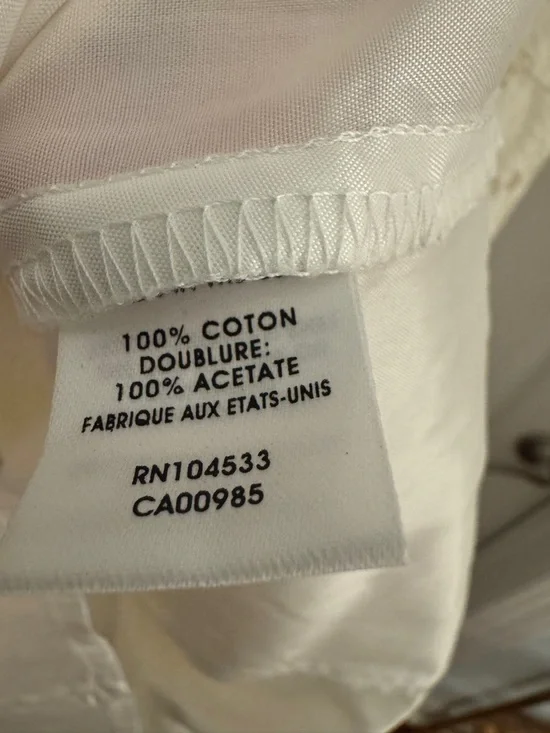 100% COTON
DOUBLURE:
100% ACETATE
FABRIQUE AUX ETATS-UNIS
RN104533
CA00985